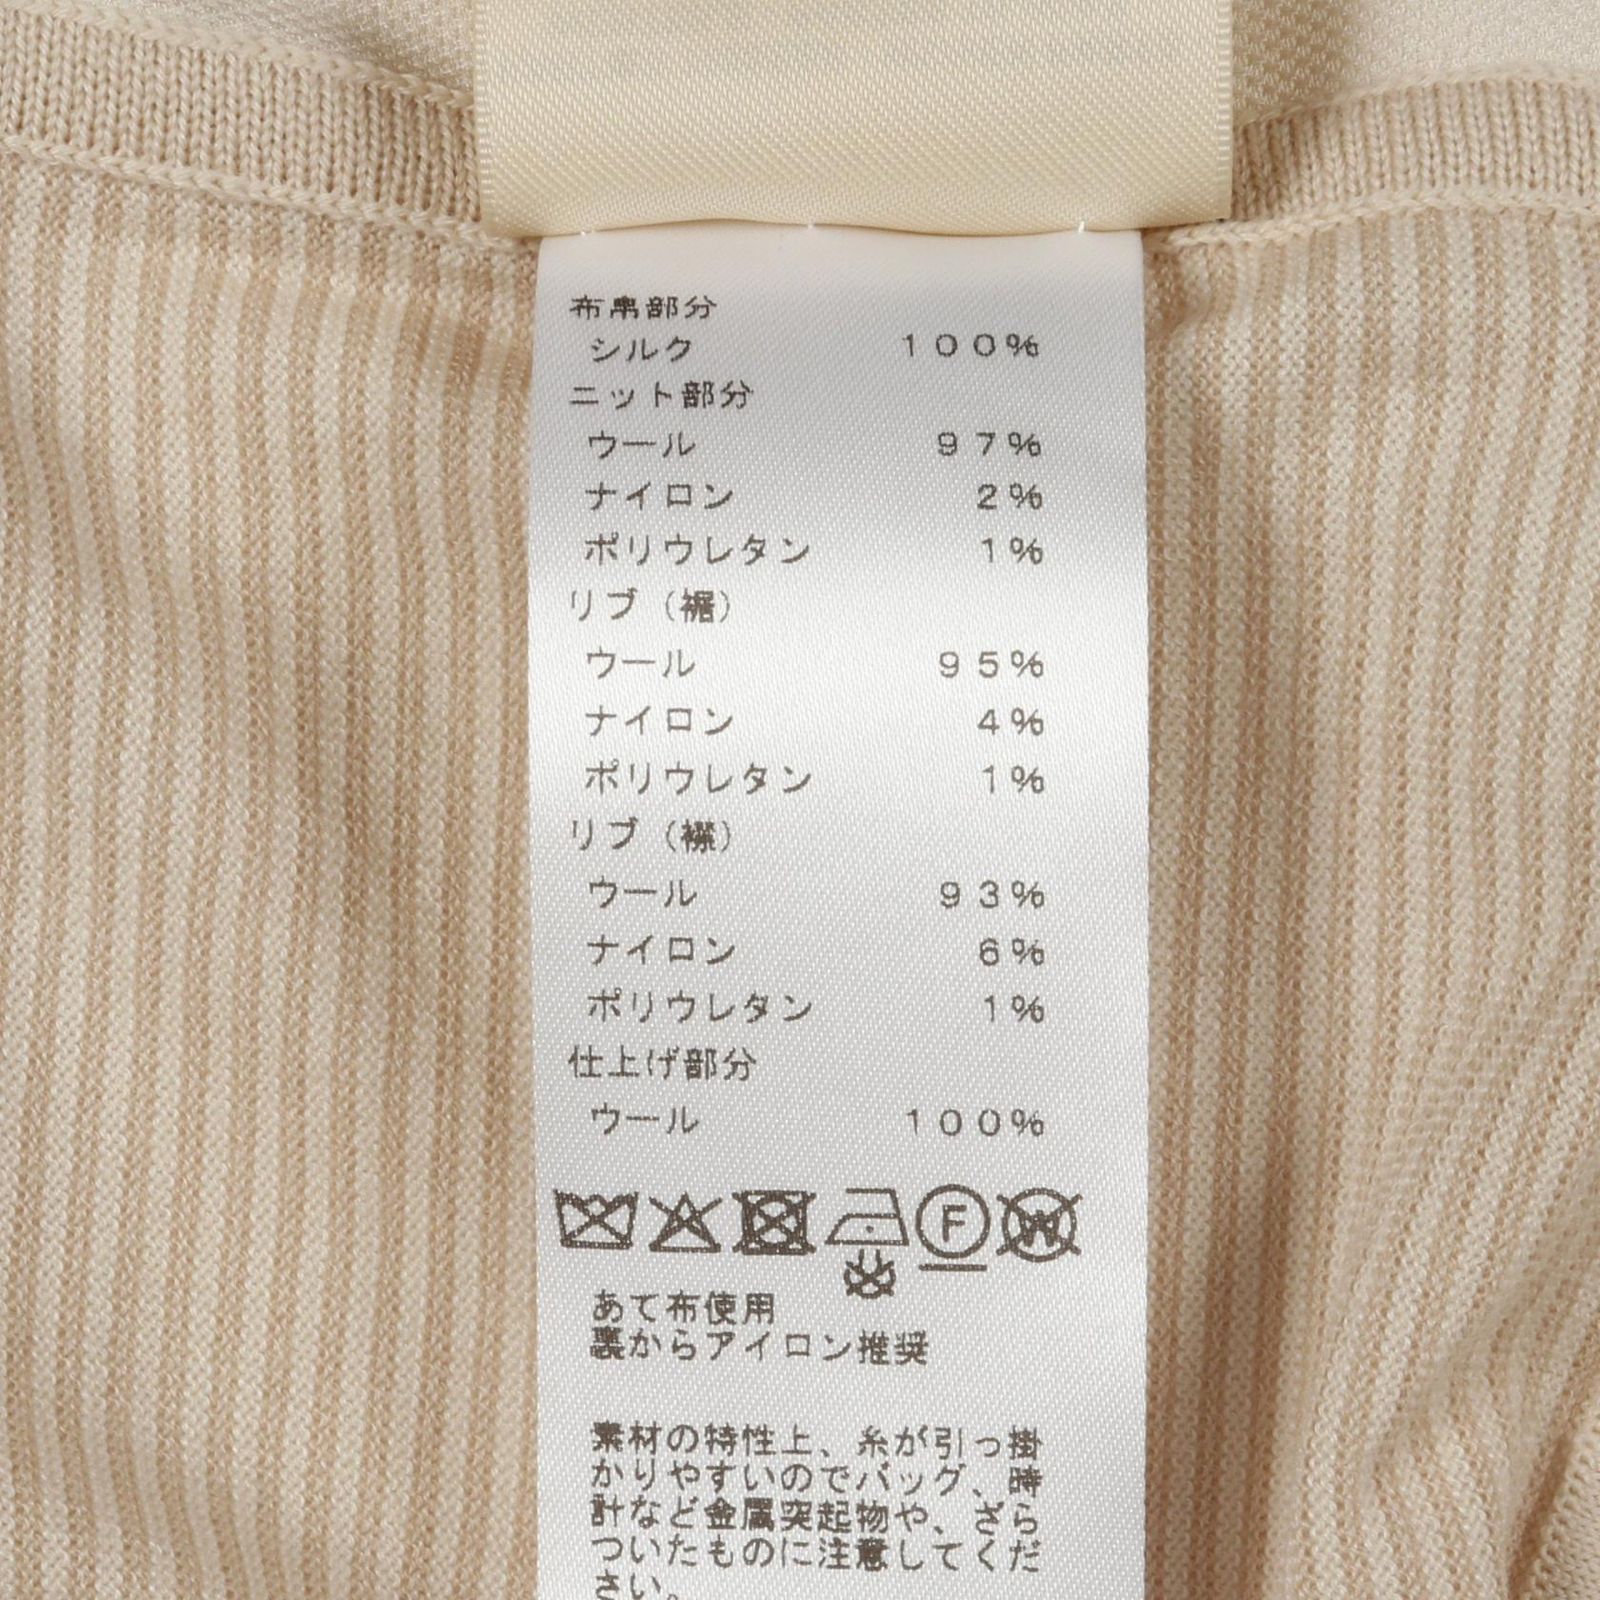 布帛部分
シルク 100%
ニット部分
ウール 97%
ナイロン 2%
ポリウレタン 1%
リブ(裾)
ウール 95%
ナイロン 4%
ポリウレタン 1%
リブ(襟)
ウール 93%
ナイロン 6%
ポリウレタン 1%
仕上げ部分
ウール 100%
F W
あて布使用
裏からアイロン推奨
素材の特性上、糸が引っ掛
かりやすいのでバッグ、時
計など金属突起物や、ざら
ついたものに注意してくだ
さい。